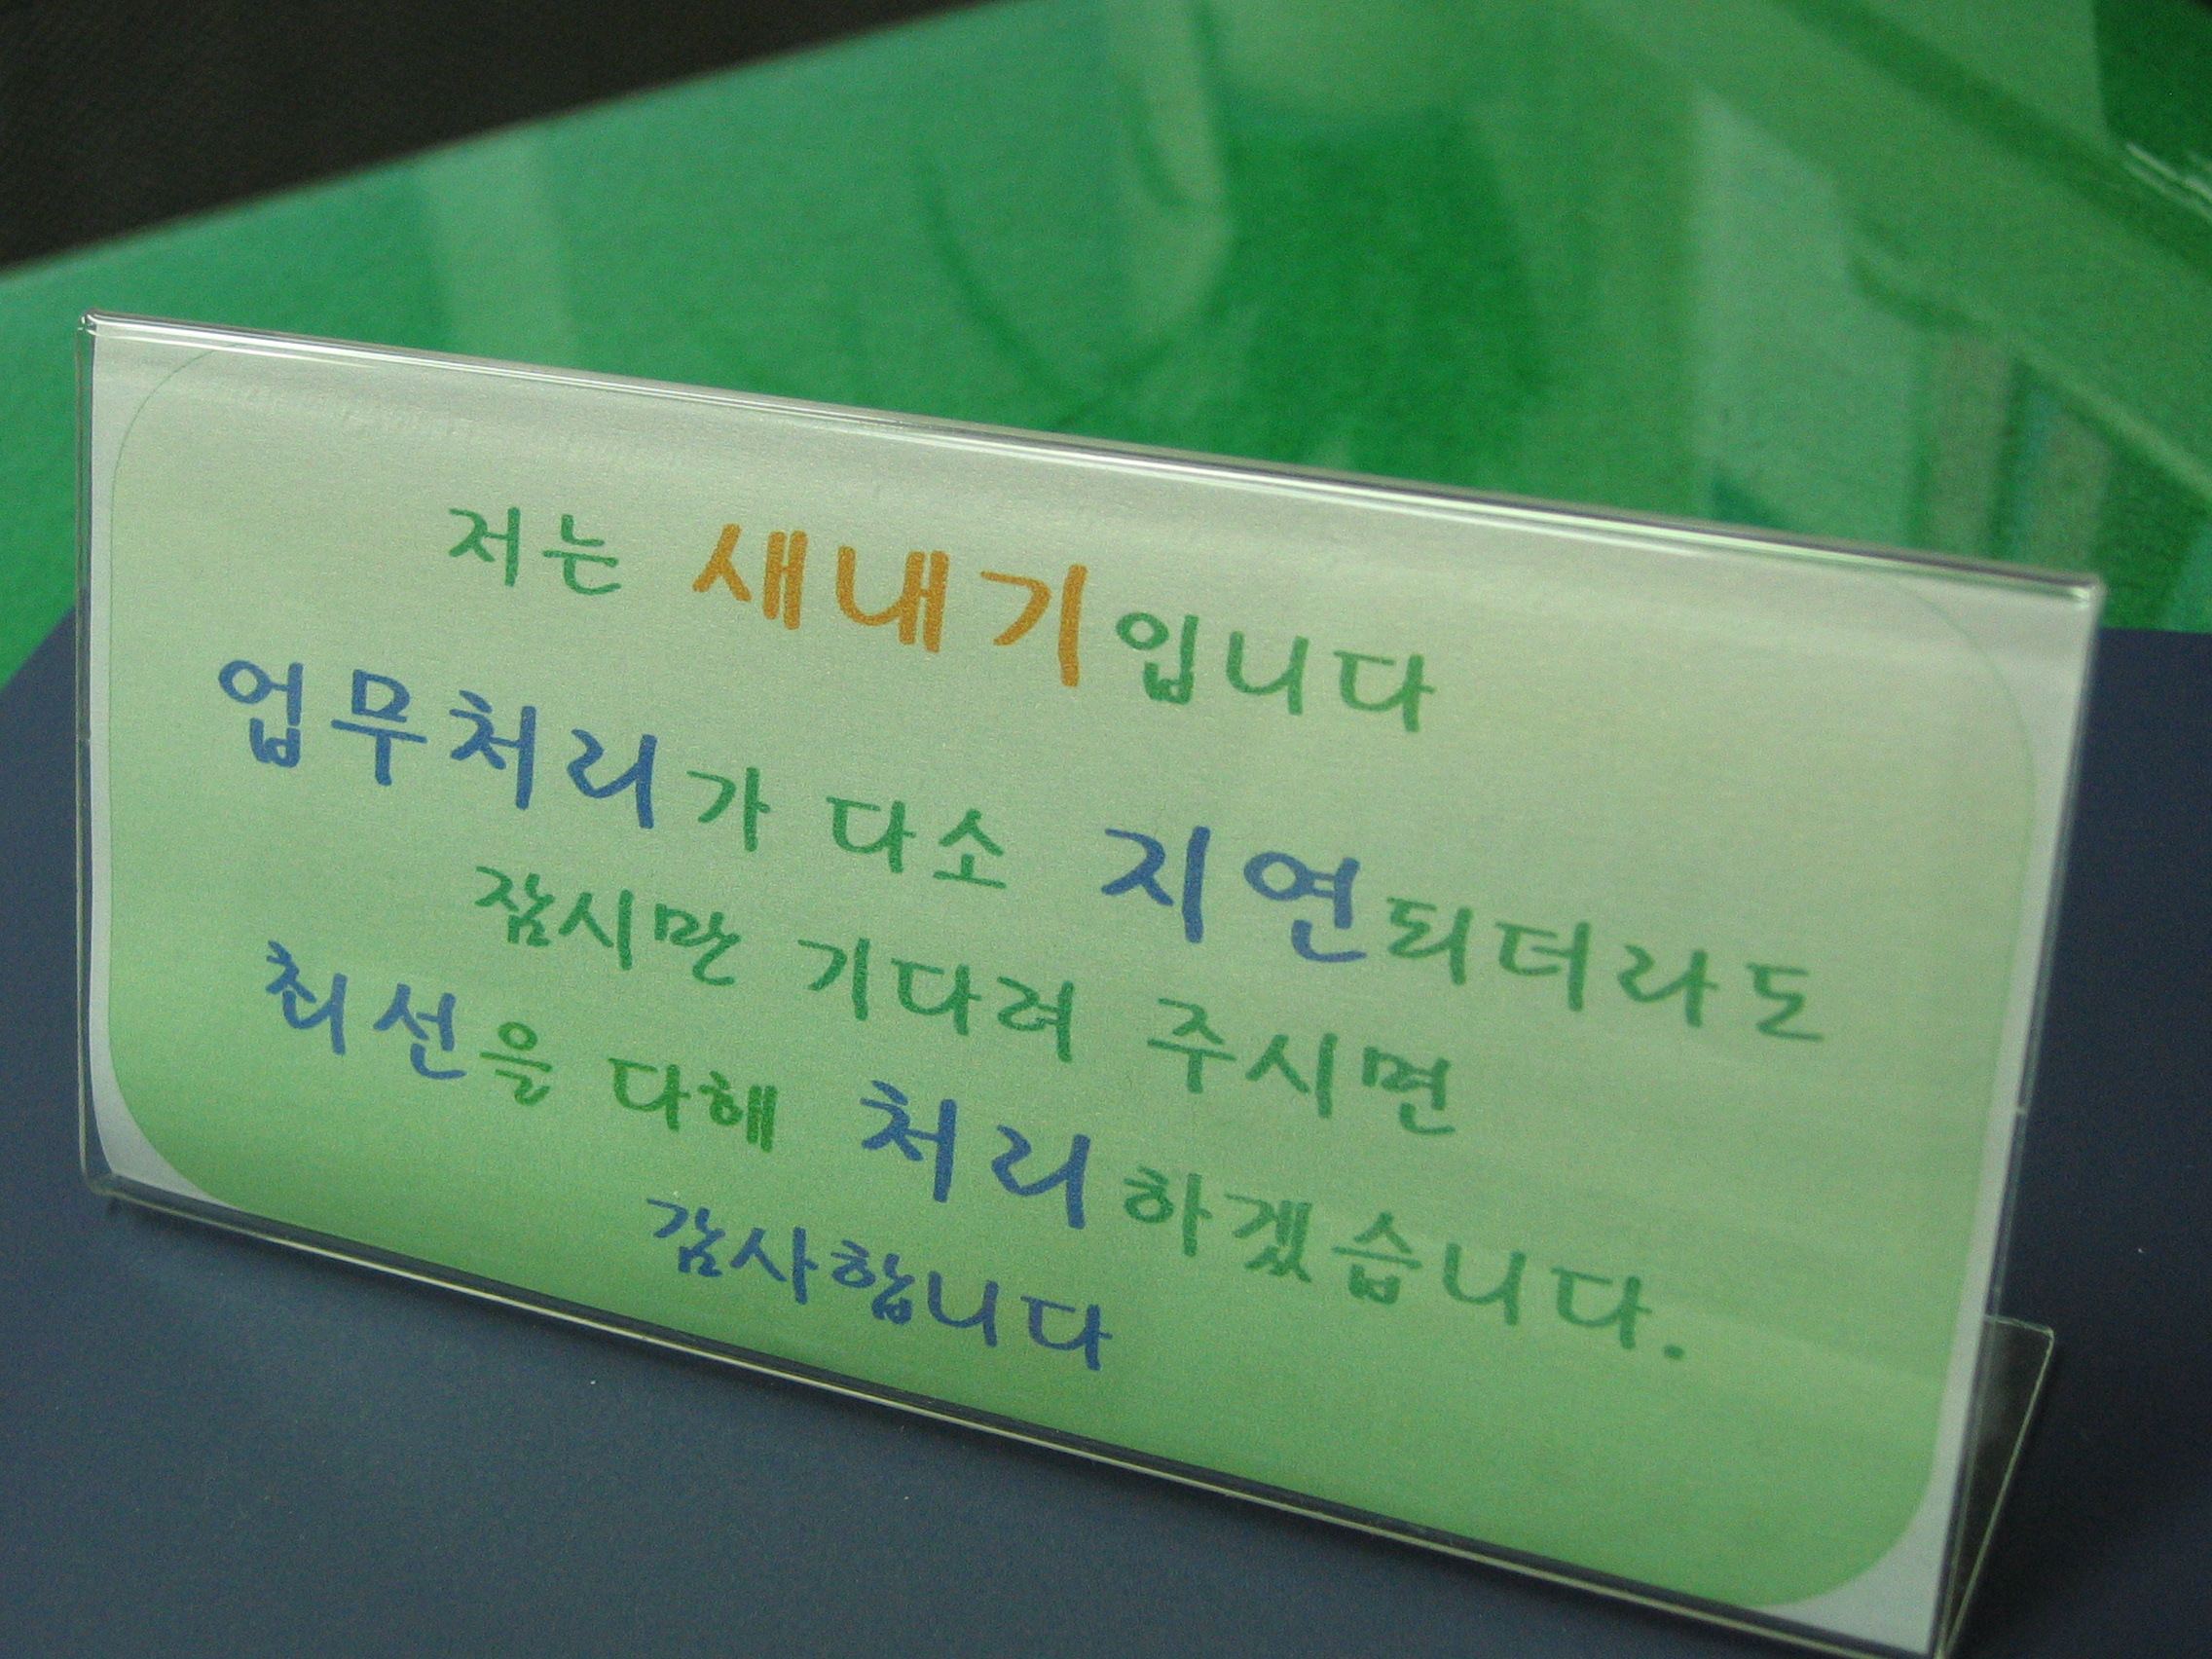 저는 새내기입니다
업무처리가 다소 지연되더라도
잠시만 기다려 주시면
최선을 다해 처리하겠습니다.
감사합니다